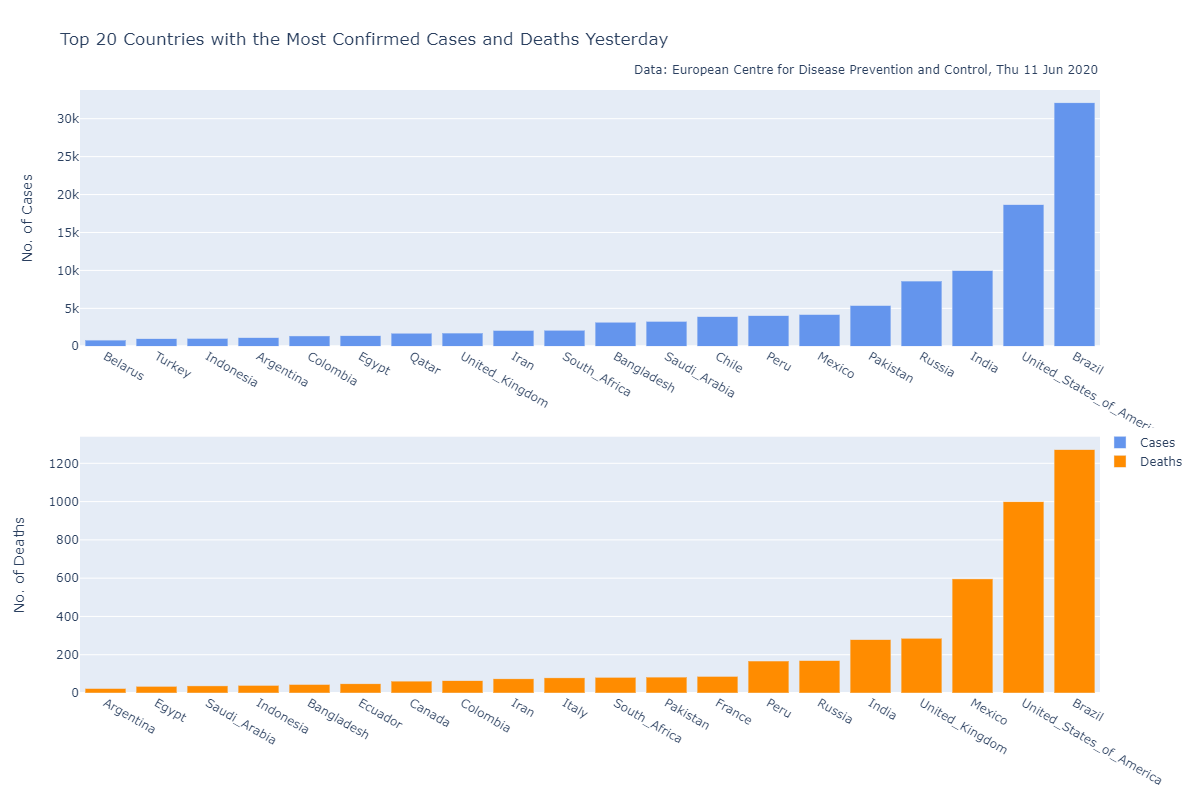 Top 20 Countries with the Most Confirmed Cases and Deaths Yesterday
Data: European Centre for Disease Prevention and Control, Thu 11 Jun 2020
No. of Cases
30k
25k
20k
15k
10k
5k
0
Belarus
Turkey
Indonesia
Argentina
Colombia
Egypt
Qatar
United_Kingdom
Iran
South_Africa
Bangladesh
Saudi_Arabia
Chile
Peru
Mexico
Pakistan
Russia
India
United_States_of_Ameri
Brazil
Cases
Deaths
No. of Deaths
1200
1000
800
600
400
200
0
Argentina
Egypt
Saudi_Arabia
Indonesia
Bangladesh
Ecuador
Canada
Colombia
Iran
Italy
South_Africa
Pakistan
France
Peru
Russia
India
United_Kingdom
Mexico
United_States_of_America
Brazil